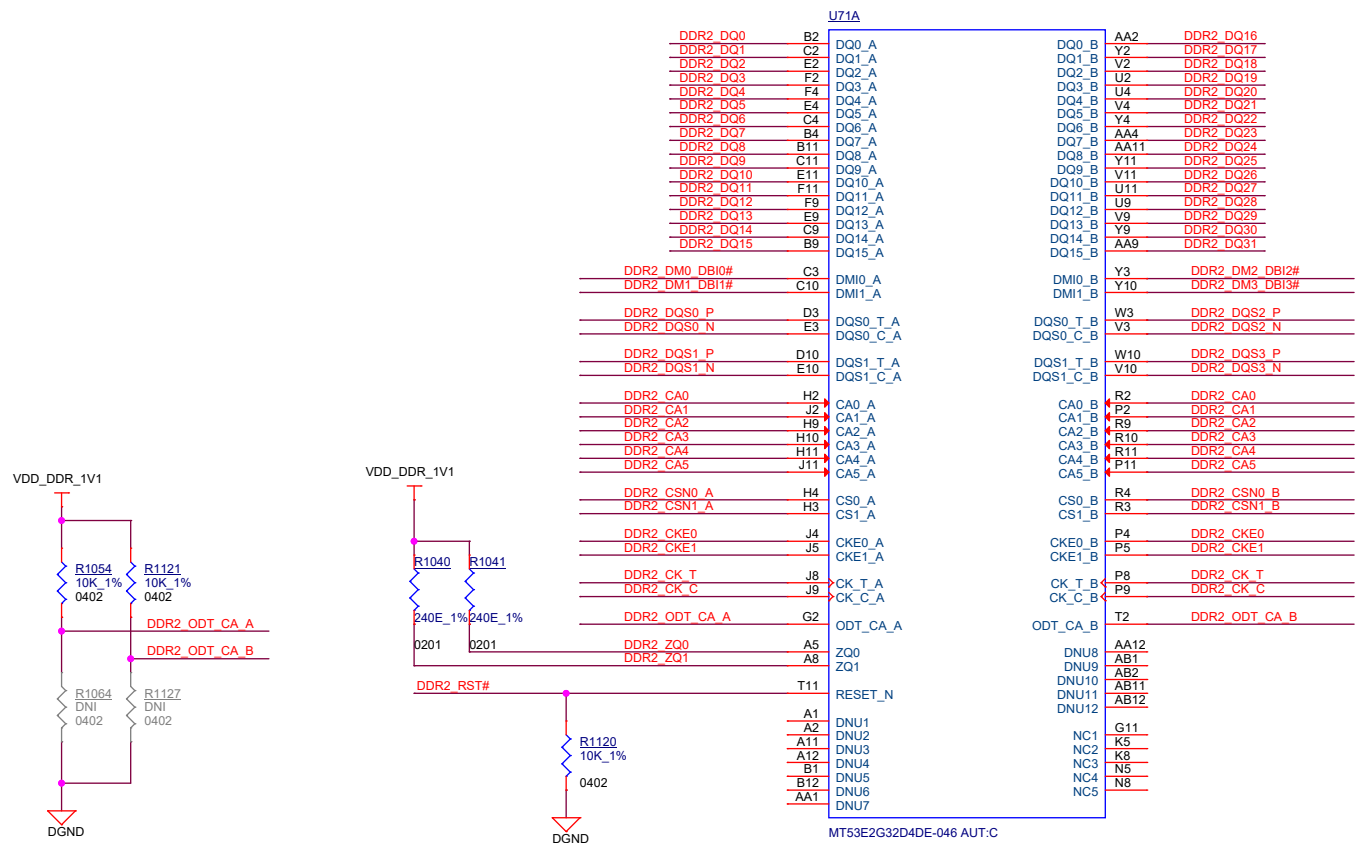 U71A
DDR2_DQ0 B2 DQ0_A DQ0_B AA2 DDR2_DQ16
DDR2_DQ1 C2 DQ1_A DQ1_B Y2 DDR2_DQ17
DDR2_DQ2 E2 DQ2_A DQ2_B V2 DDR2_DQ18
DDR2_DQ3 F2 DQ3_A DQ3_B U2 DDR2_DQ19
DDR2_DQ4 F4 DQ4_A DQ4_B U4 DDR2_DQ20
DDR2_DQ5 E4 DQ5_A DQ5_B V4 DDR2_DQ21
DDR2_DQ6 C4 DQ6_A DQ6_B Y4 DDR2_DQ22
DDR2_DQ7 B4 DQ7_A DQ7_B AA4 DDR2_DQ23
DDR2_DQ8 B11 DQ8_A DQ8_B AA11 DDR2_DQ24
DDR2_DQ9 C11 DQ9_A DQ9_B Y11 DDR2_DQ25
DDR2_DQ10 E11 DQ10_A DQ10_B V11 DDR2_DQ26
DDR2_DQ11 F11 DQ11_A DQ11_B U11 DDR2_DQ27
DDR2_DQ12 F9 DQ12_A DQ12_B U9 DDR2_DQ28
DDR2_DQ13 E9 DQ13_A DQ13_B V9 DDR2_DQ29
DDR2_DQ14 C9 DQ14_A DQ14_B Y9 DDR2_DQ30
DDR2_DQ15 B9 DQ15_A DQ15_B AA9 DDR2_DQ31
DDR2_DM0_DBI0# C3 DMI0_A DMI0_B Y3 DDR2_DM2_DBI2#
DDR2_DM1_DBI1# C10 DMI1_A DMI1_B Y10 DDR2_DM3_DBI3#
DDR2_DQS0_P D3 DQS0_T_A DQS0_T_B W3 DDR2_DQS2_P
DDR2_DQS0_N E3 DQS0_C_A DQS0_C_B V3 DDR2_DQS2_N
DDR2_DQS1_P D10 DQS1_T_A DQS1_T_B W10 DDR2_DQS3_P
DDR2_DQS1_N E10 DQS1_C_A DQS1_C_B V10 DDR2_DQS3_N
DDR2_CA0 H2 CA0_A CA0_B R2 DDR2_CA0
DDR2_CA1 J2 CA1_A CA1_B P2 DDR2_CA1
DDR2_CA2 H9 CA2_A CA2_B R9 DDR2_CA2
DDR2_CA3 H10 CA3_A CA3_B R10 DDR2_CA3
DDR2_CA4 H11 CA4_A CA4_B R11 DDR2_CA4
DDR2_CA5 J11 CA5_A CA5_B P11 DDR2_CA5
DDR2_CSN0_A H4 CS0_A CS0_B R4 DDR2_CSN0_B
DDR2_CSN1_A H3 CS1_A CS1_B R3 DDR2_CSN1_B
DDR2_CKE0 J4 CKE0_A CKE0_B P4 DDR2_CKE0
DDR2_CKE1 J5 CKE1_A CKE1_B P5 DDR2_CKE1
DDR2_CK_T J8 CK_T_A CK_T_B P8 DDR2_CK_T
DDR2_CK_C J9 CK_C_A CK_C_B P9 DDR2_CK_C
DDR2_ODT_CA_A G2 ODT_CA_A ODT_CA_B T2 DDR2_ODT_CA_B
DDR2_ZQ0 A5 ZQ0 DNU8 AA12
DDR2_ZQ1 A8 ZQ1 DNU9 AB1
DNU10 AB2
DDR2_RST# T11 RESET_N DNU11 AB11
DNU12 AB12
A1 DNU1
A2 DNU2 NC1 G11
A11 DNU3 NC2 K5
A12 DNU4 NC3 K8
B1 DNU5 NC4 N5
B12 DNU6 NC5 N8
AA1 DNU7
MT53E2G32D4DE-046 AUT:C
VDD_DDR_1V1
R1054 R1121
10K_1% 10K_1%
0402 0402
DDR2_ODT_CA_A
DDR2_ODT_CA_B
R1064 R1127
DNI DNI
0402 0402
DGND
VDD_DDR_1V1
R1040 R1041
240E_1% 240E_1%
0201 0201
R1120
10K_1%
0402
DGND